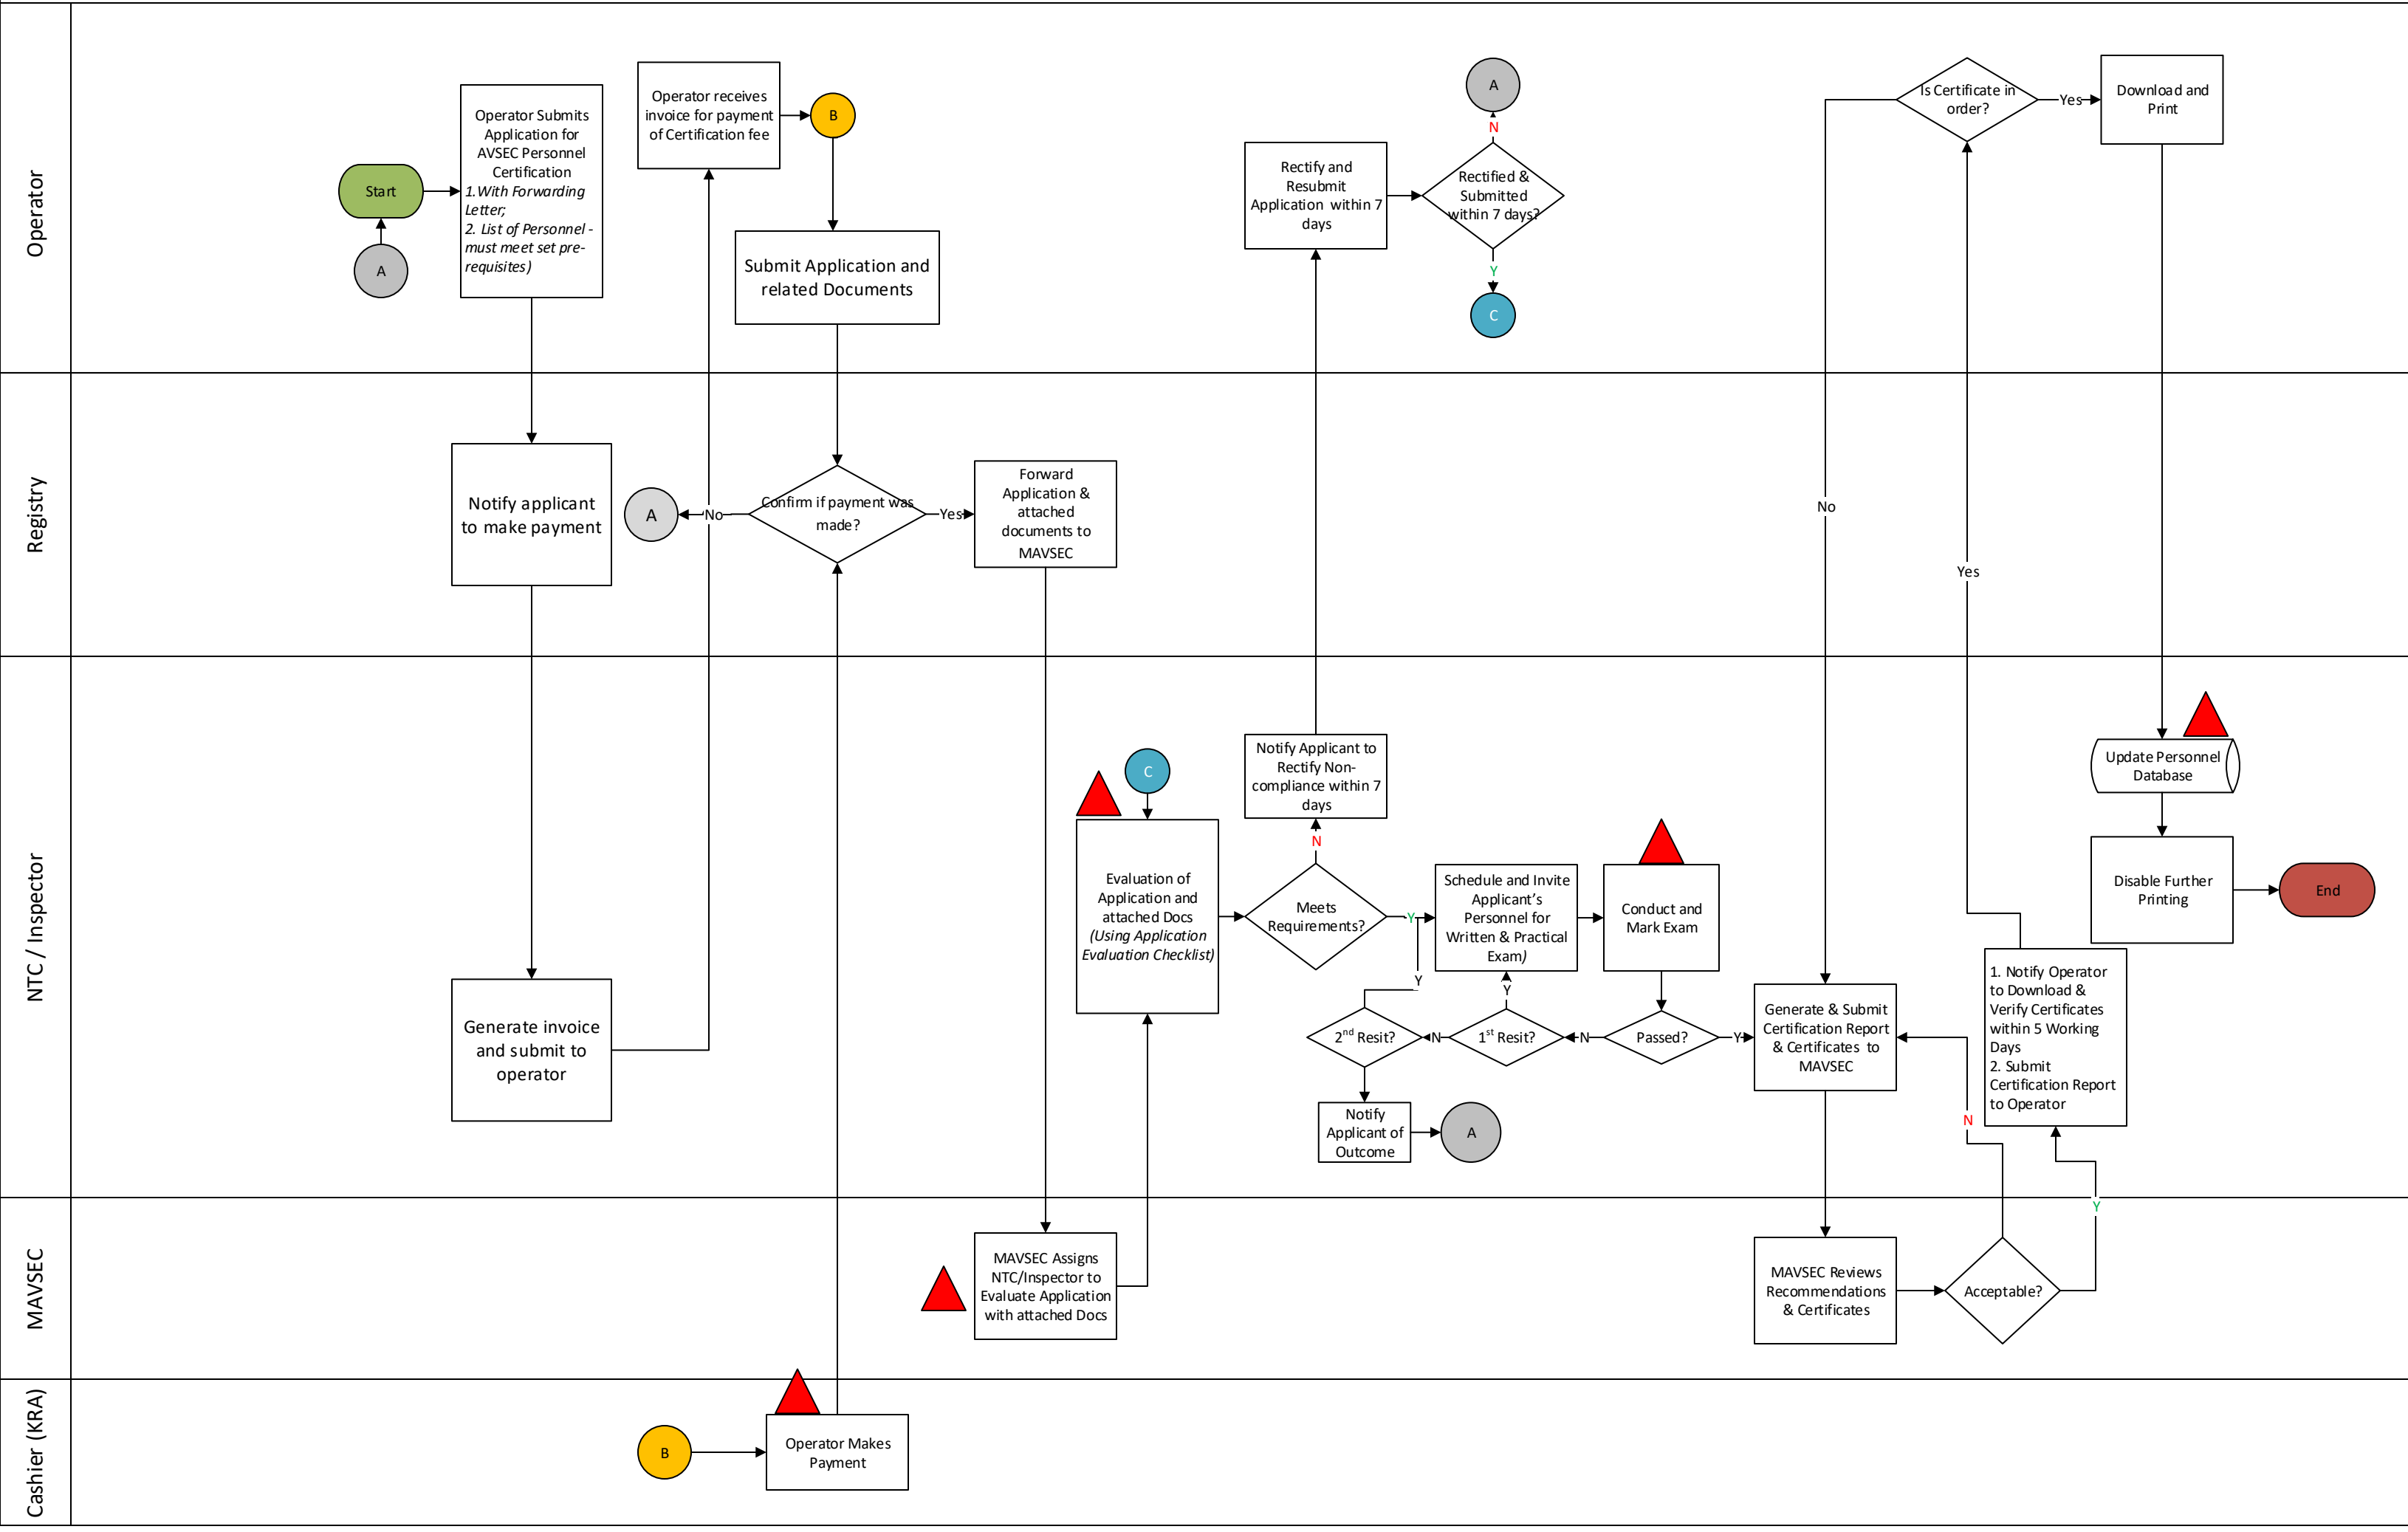 Operator
Start
A
Operator Submits
Application for
AVSEC Personnel
Certification
1.With Forwarding
Letter;
2. List of Personnel -
must meet set pre-
requisites)
Operator receives
invoice for payment
of Certification fee
B
Submit Application and
related Documents
Rectify and
Resubmit
Application within 7
days
A
N
Rectified &
Submitted
within 7 days?
Y
C
Is Certificate in
order?
Yes
Download and
Print
Registry
Notify applicant
to make payment
A
No
Confirm if payment was
made?
Yes
Forward
Application &
attached
documents to
MAVSEC
No
Yes
NTC / Inspector
Generate invoice
and submit to
operator
C
Evaluation of
Application and
attached Docs
(Using Application
Evaluation Checklist)
Notify Applicant to
Rectify Non-
compliance within 7
days
N
Meets
Requirements?
Y
Schedule and Invite
Applicant’s
Personnel for
Written & Practical
Exam)
Conduct and
Mark Exam
Y
Y
2nd Resit?
N
1st Resit?
N
Passed?
Y
Notify
Applicant of
Outcome
A
Generate & Submit
Certification Report
& Certificates to
MAVSEC
N
1. Notify Operator
to Download &
Verify Certificates
within 5 Working
Days
2. Submit
Certification Report
to Operator
Update Personnel
Database
Disable Further
Printing
End
MAVSEC
MAVSEC Assigns
NTC/Inspector to
Evaluate Application
with attached Docs
MAVSEC Reviews
Recommendations
& Certificates
Acceptable?
Y
Cashier (KRA)
B
Operator Makes
Payment